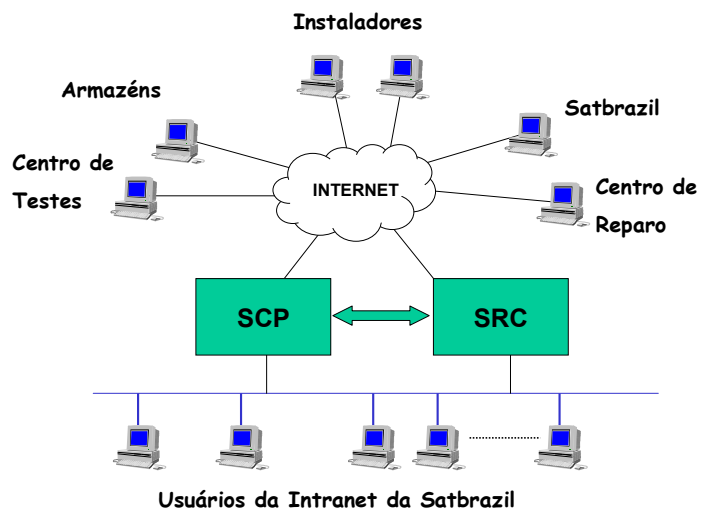 Instaladores
Armazéns
Satbrazil
Centro de
Testes
INTERNET
Centro de
Reparo
SCP
SRC
Usuários da Intranet da Satbrazil